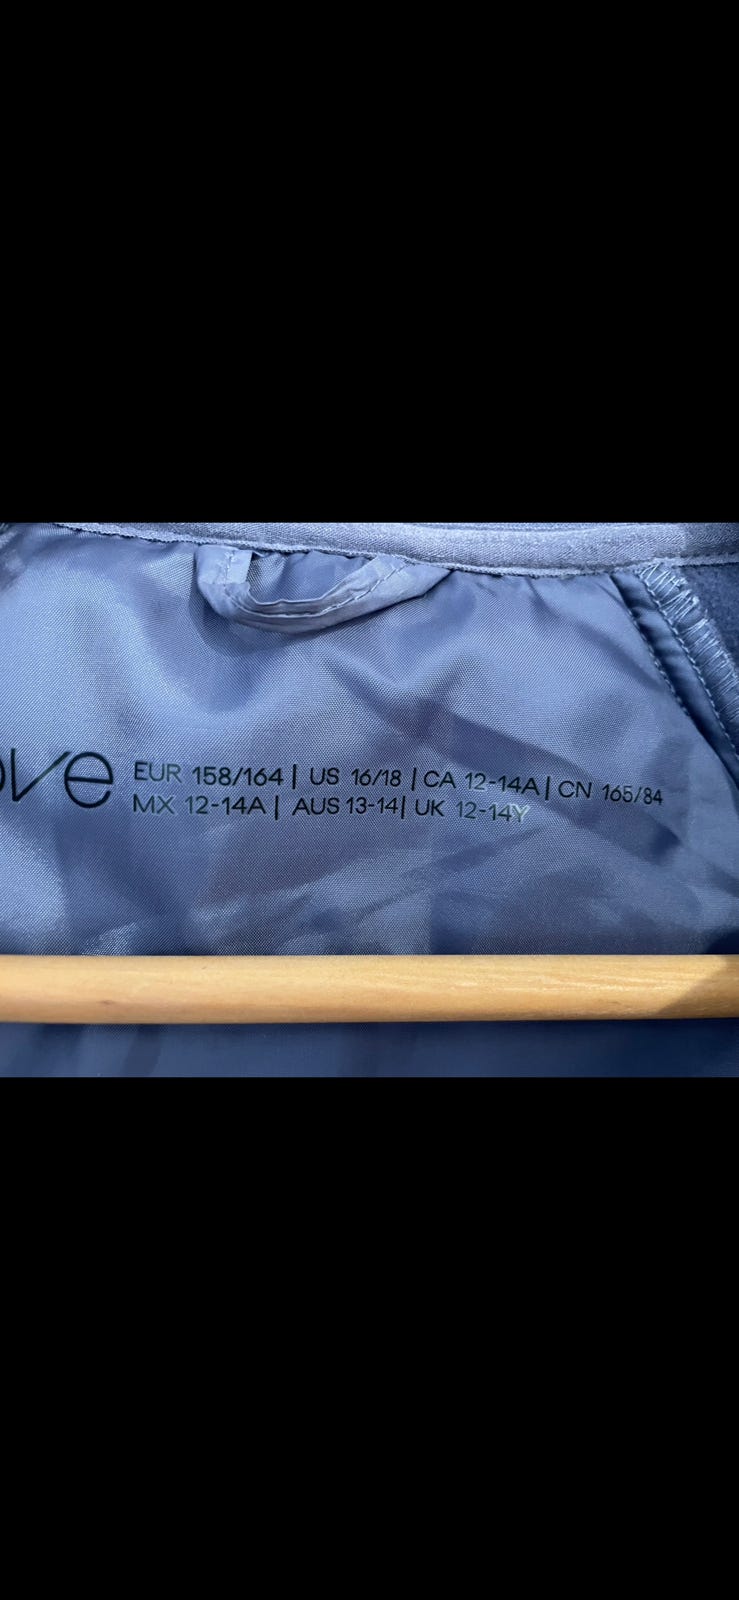 EUR 158/164 | US 16/18 | CA 12-14A | CN 165/84
MX 12-14A | AUS 13-14 | UK 12-14Y